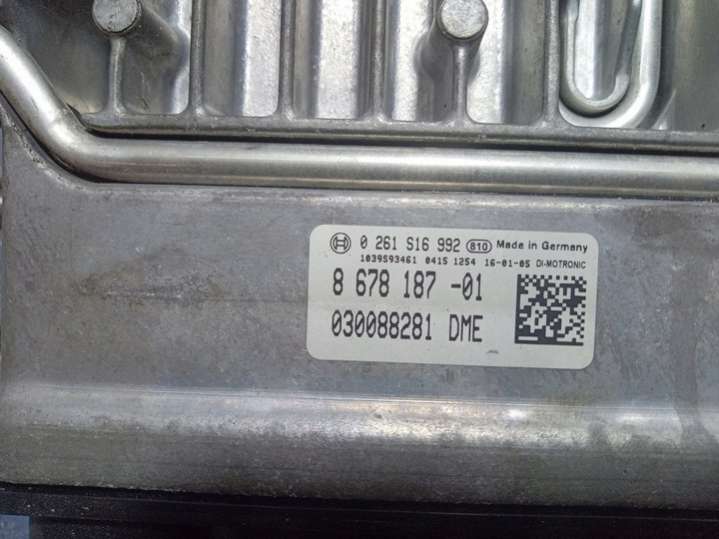 0 261 S16 992 810 Made in Germany
1039S93461 041S 1254 16-01-05 DI-MOTRONIC
8 678 187 -01
030088281 DME